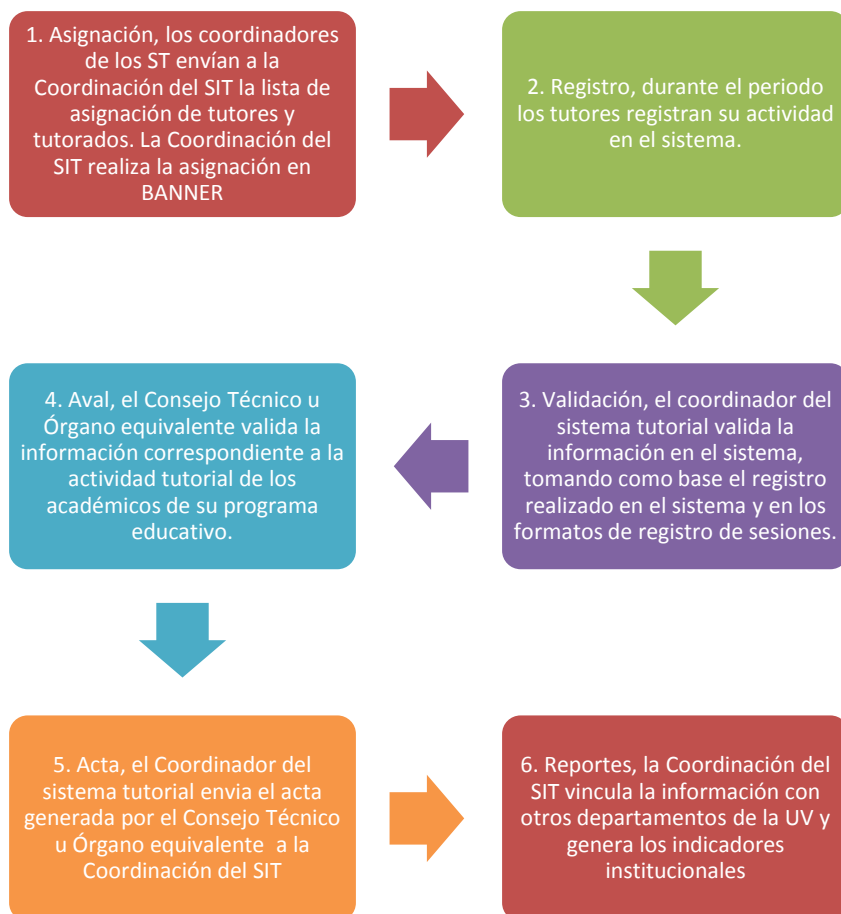 1. Asignación, los coordinadores
de los ST envían a la
Coordinación del SIT la lista de
asignación de tutores y
tutorados. La Coordinación del
SIT realiza la asignación en
BANNER
2. Registro, durante el periodo
los tutores registran su actividad
en el sistema.
3. Validación, el coordinador del
sistema tutorial valida la
información en el sistema,
tomando como base el registro
realizado en el sistema y en los
formatos de registro de sesiones.
4. Aval, el Consejo Técnico u
Órgano equivalente valida la
información correspondiente a la
actividad tutorial de los
académicos de su programa
educativo.
5. Acta, el Coordinador del
sistema tutorial envia el acta
generada por el Consejo Técnico
u Órgano equivalente a la
Coordinación del SIT
6. Reportes, la Coordinación del
SIT vincula la información con
otros departamentos de la UV y
genera los indicadores
institucionales